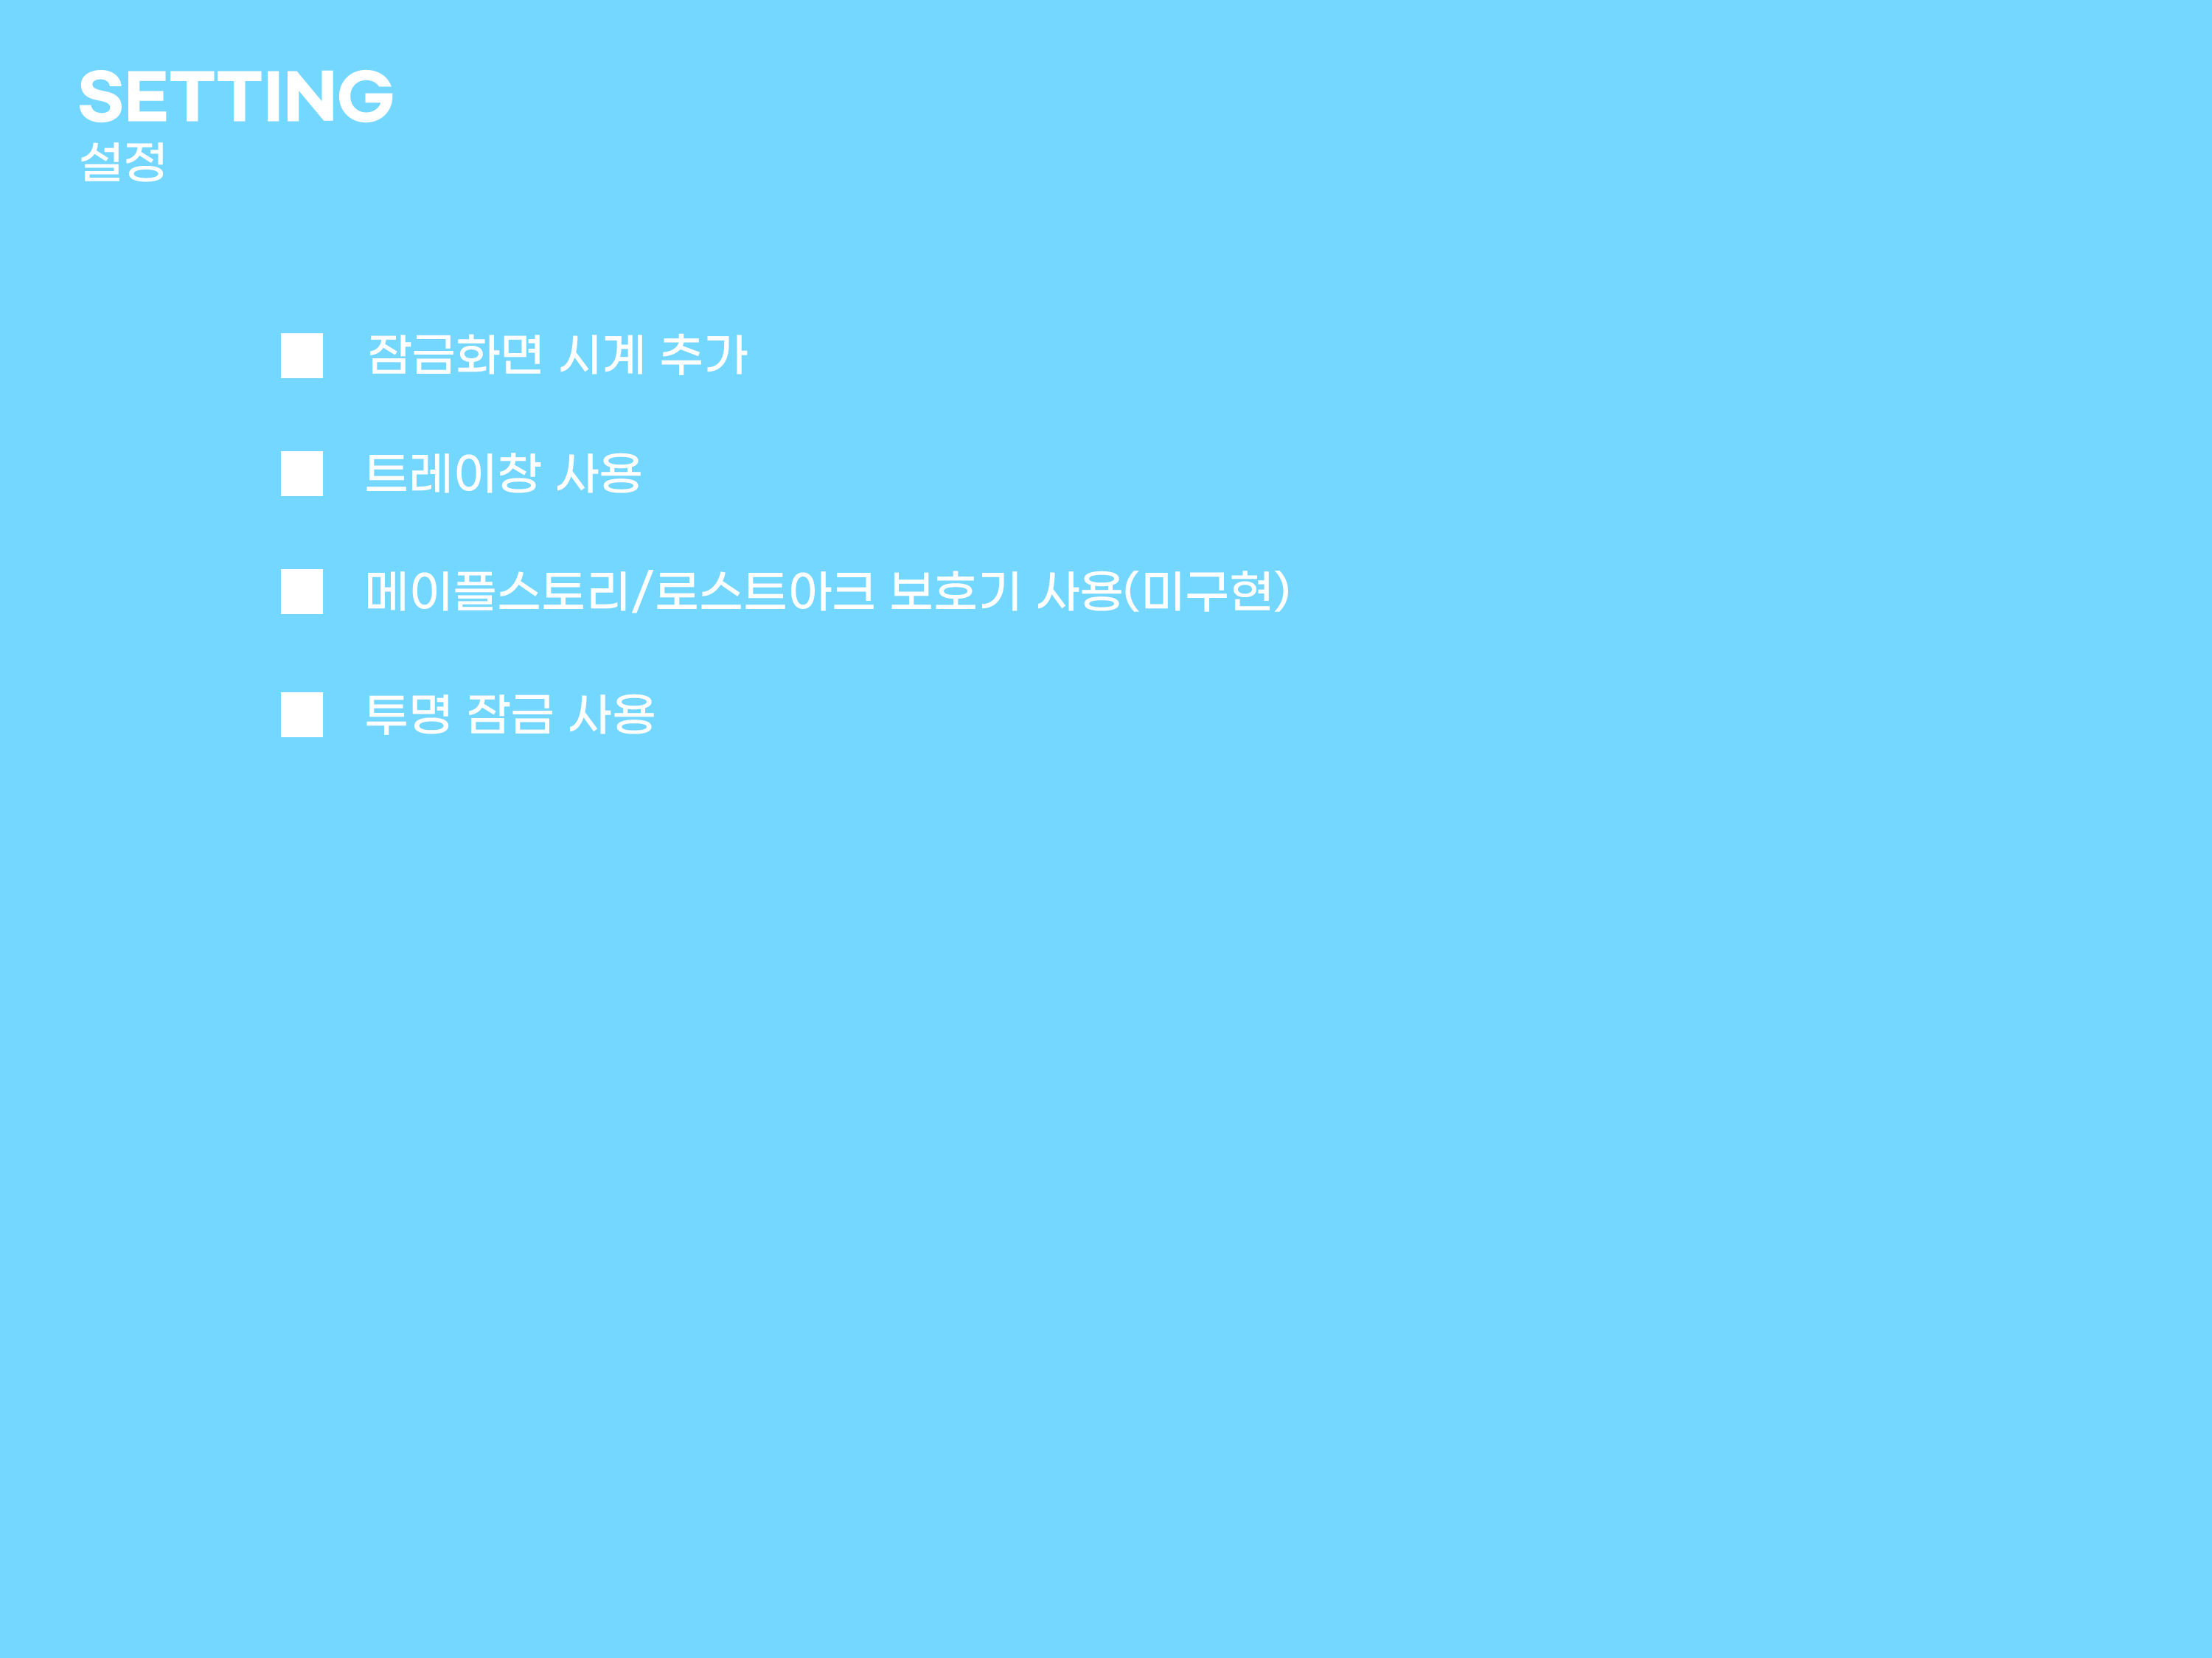 SETTING
설정
잠금화면 시계 추가
트레이창 사용
메이플스토리/로스트아크 보호기 사용(미구현)
투명 잠금 사용